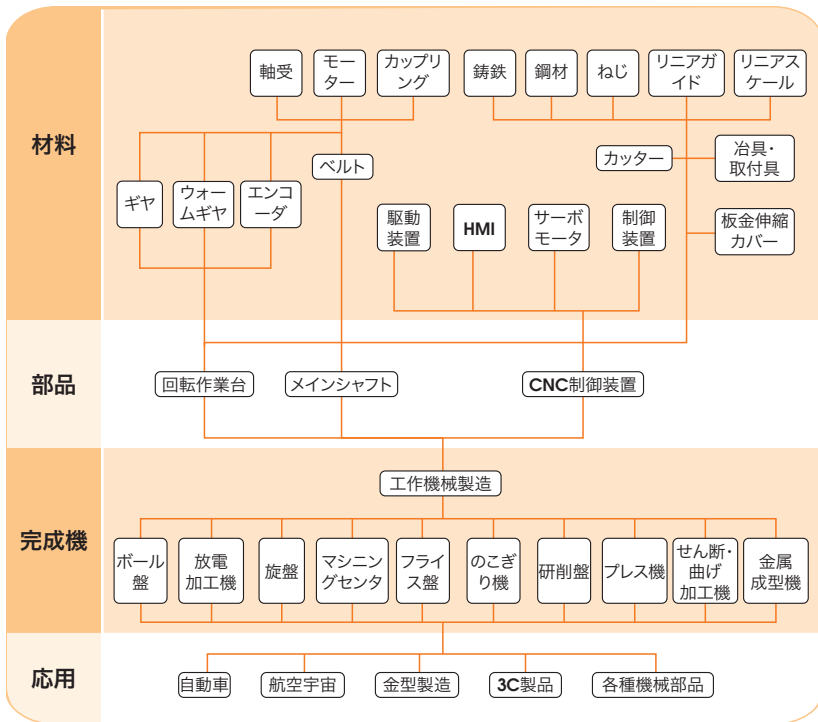 材料
軸受
モー
ター
カップリ
ング
鋳鉄
鋼材
ねじ
リニアガ
イド
リニアス
ケール
ベルト
カッター
冶具・
取付具
ギヤ
ウォー
ムギヤ
エンコ
ーダ
駆動
装置
HMI
サーボ
モータ
制御
装置
板金伸縮
カバー
部品
回転作業台
メインシャフト
CNC制御装置
完成機
工作機械製造
ボール
盤
放電
加工機
旋盤
マシニン
グセンタ
フライ
ス盤
のこぎ
り機
研削盤
プレス機
せん断・
曲げ
加工機
金属
成型機
応用
自動車
航空宇宙
金型製造
3C製品
各種機械部品